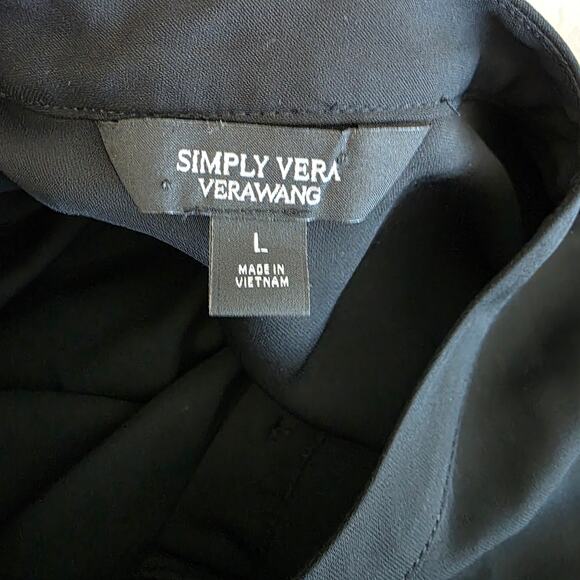 SIMPLY VERA
VERAWANG
L
MADE IN
VIETNAM